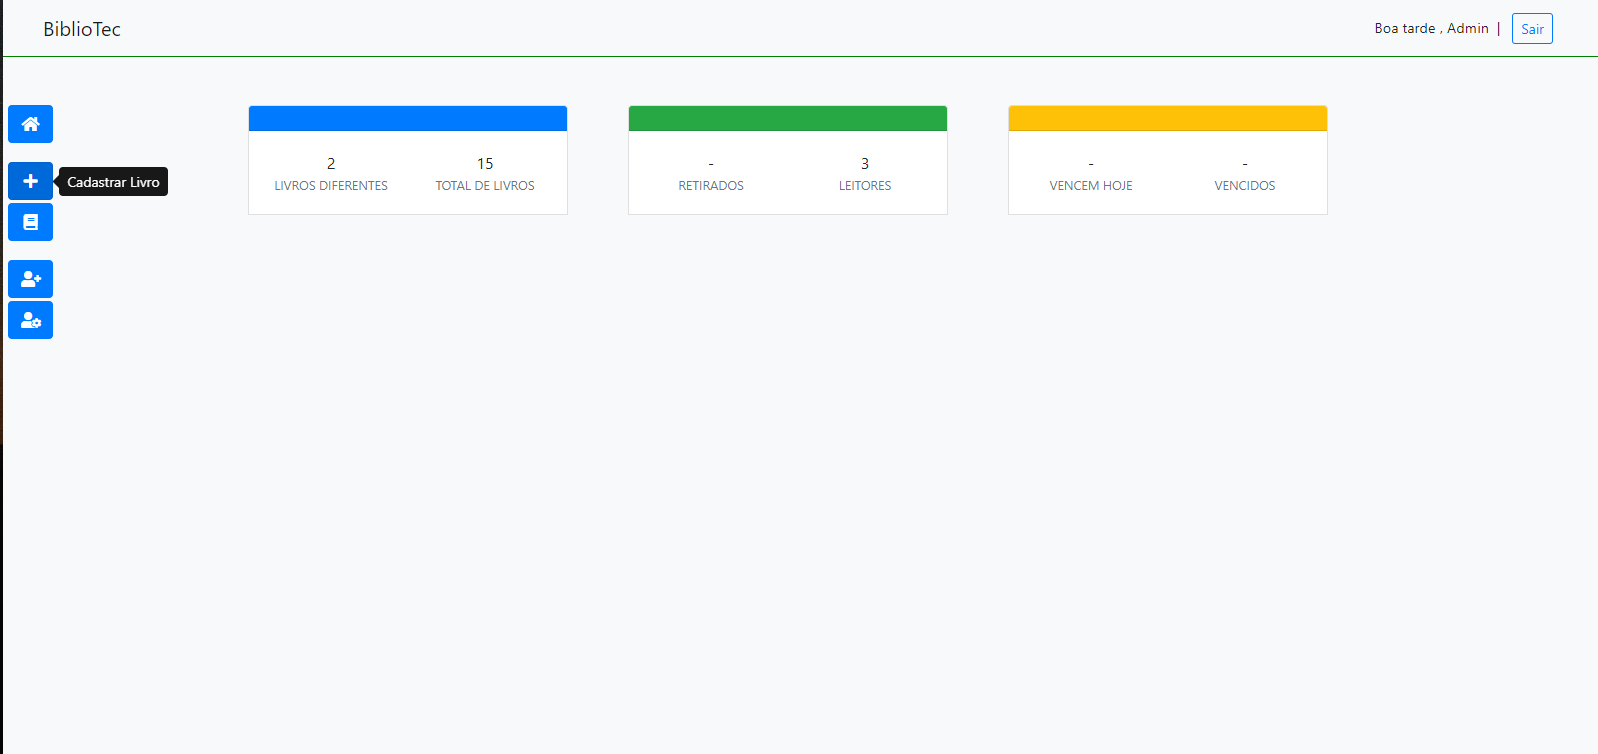 BiblioTec
Boa tarde , Admin | Sair
Cadastrar Livro
2
LIVROS DIFERENTES
15
TOTAL DE LIVROS
-
RETIRADOS
3
LEITORES
-
VENCEM HOJE
-
VENCIDOS